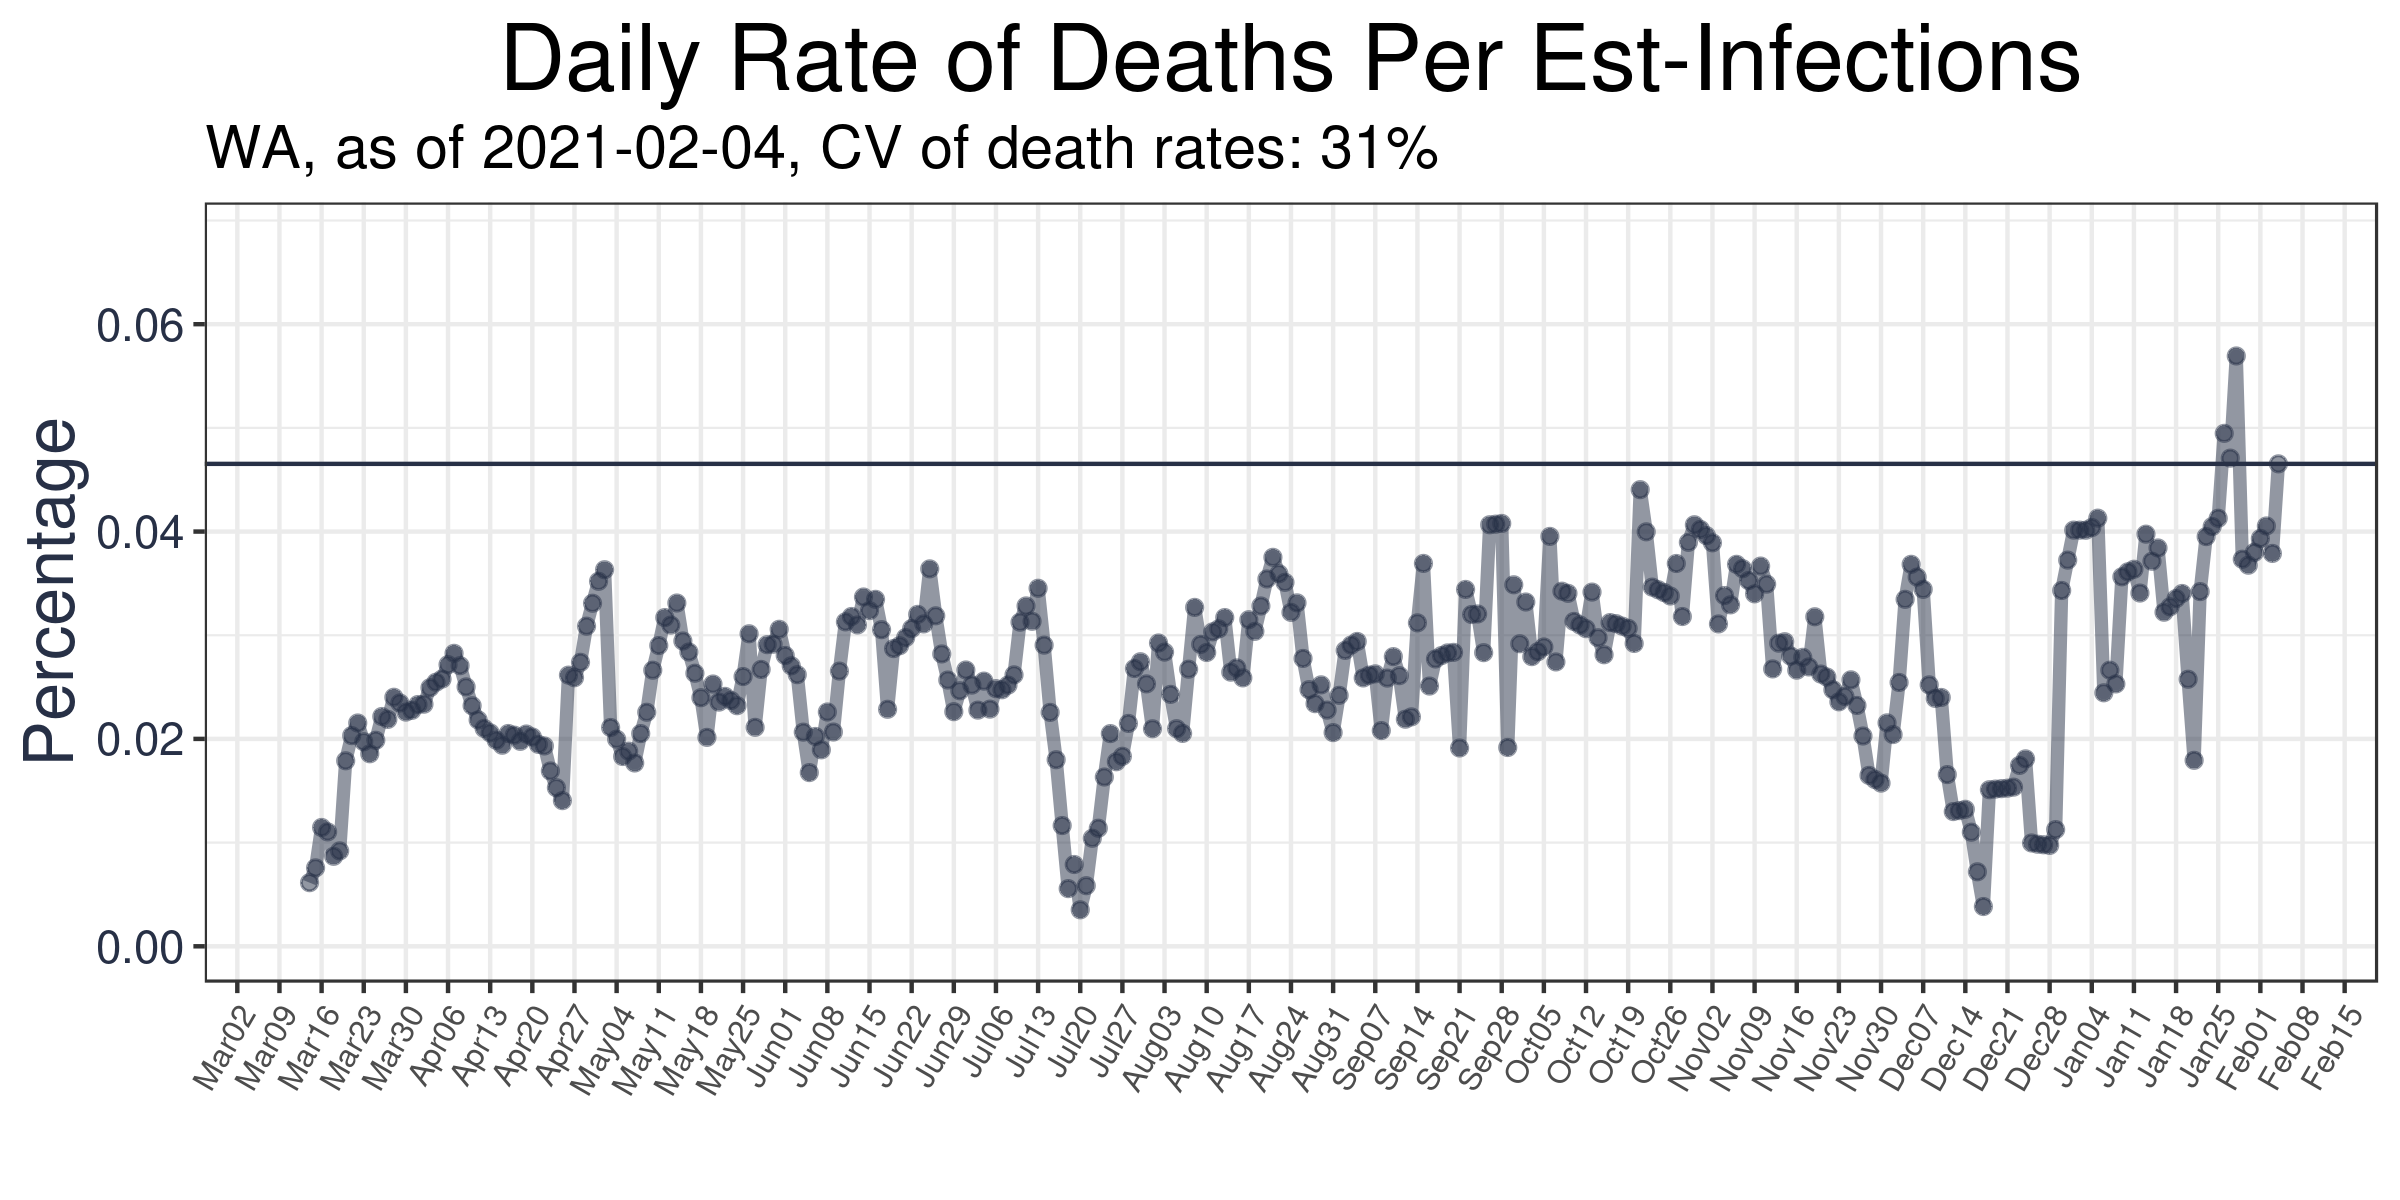 Daily Rate of Deaths Per Est-Infections
WA, as of 2021-02-04, CV of death rates: 31%
Percentage
0.06
0.04
0.02
0.00
Mar02
Mar09
Mar16
Mar23
Mar30
Apr06
Apr13
Apr20
Apr27
May04
May11
May18
May25
Jun01
Jun08
Jun15
Jun22
Jun29
Jul06
Jul13
Jul20
Jul27
Aug03
Aug10
Aug17
Aug24
Aug31
Sep07
Sep14
Sep21
Sep28
Oct05
Oct12
Oct19
Oct26
Nov02
Nov09
Nov16
Nov23
Nov30
Dec07
Dec14
Dec21
Dec28
Jan04
Jan11
Jan18
Jan25
Feb01
Feb08
Feb15